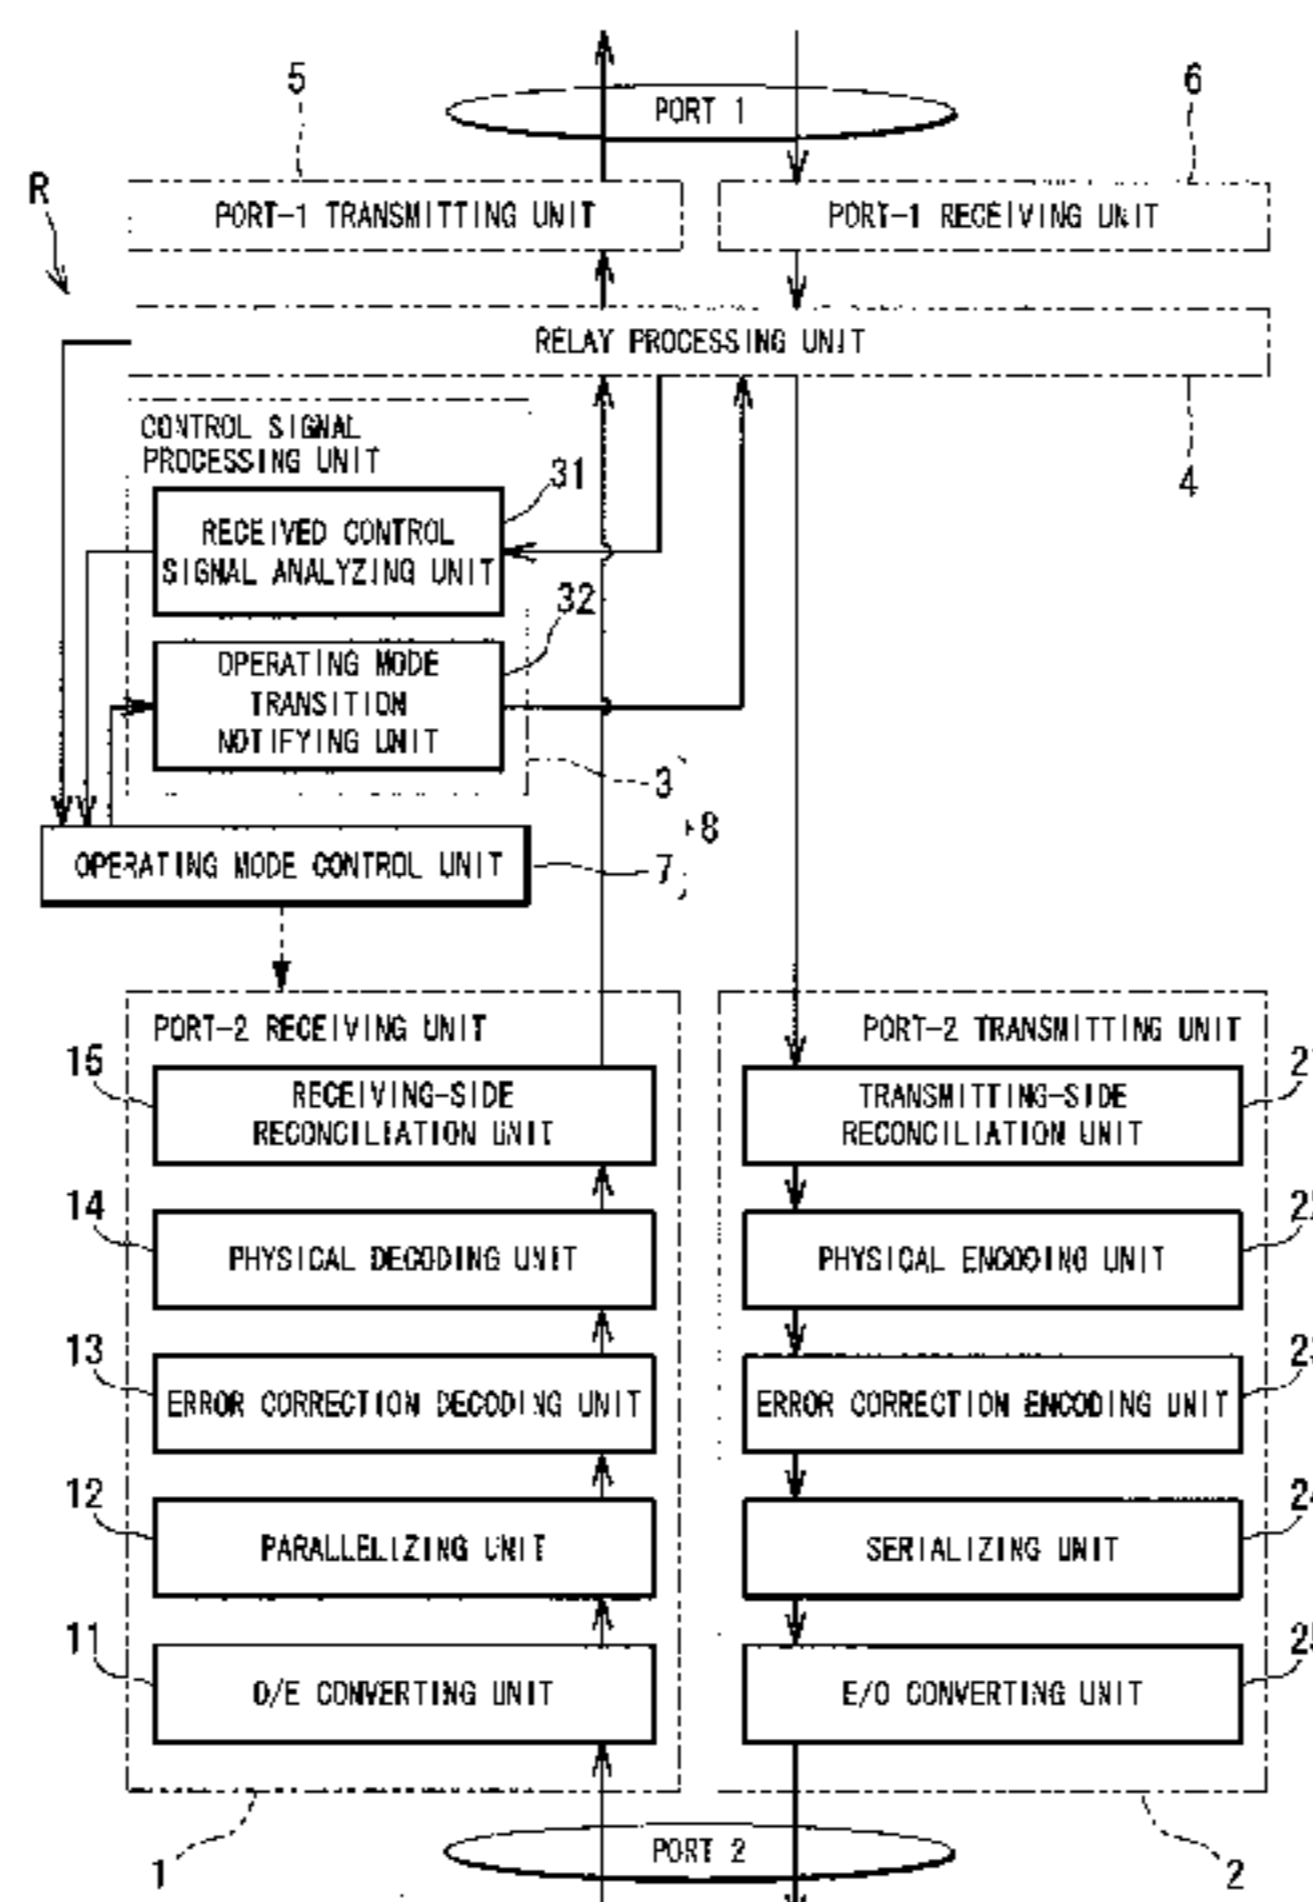 5
PORT 1
6
R
PORT-1 TRANSMITTING UNIT
PORT-1 RECEIVING UNIT
RELAY PROCESSING UNIT
4
CONTROL SIGNAL
PROCESSING UNIT
31
RECEIVED CONTROL
SIGNAL ANALYZING UNIT
32
OPERATING MODE
TRANSITION
NOTIFYING UNIT
3
8
OPERATING MODE CONTROL UNIT
7
PORT-2 RECEIVING UNIT
PORT-2 TRANSMITTING UNIT
15
RECEIVING-SIDE
RECONCILIATION UNIT
TRANSMITTING-SIDE
RECONCILIATION UNIT
14
PHYSICAL DECODING UNIT
PHYSICAL ENCODING UNIT
13
ERROR CORRECTION DECODING UNIT
ERROR CORRECTION ENCODING UNIT
12
PARALLELIZING UNIT
SERIALIZING UNIT
24
11
O/E CONVERTING UNIT
E/O CONVERTING UNIT
1
PORT 2
2